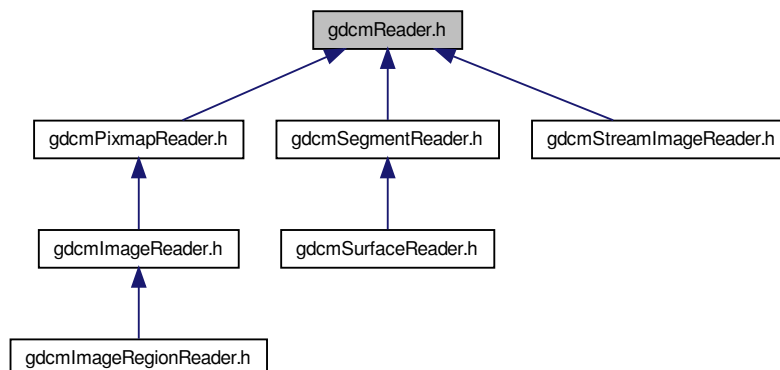 gdcmReader.h
gdcmPixmapReader.h
gdcmSegmentReader.h
gdcmStreamImageReader.h
gdcmImageReader.h
gdcmSurfaceReader.h
gdcmImageRegionReader.h